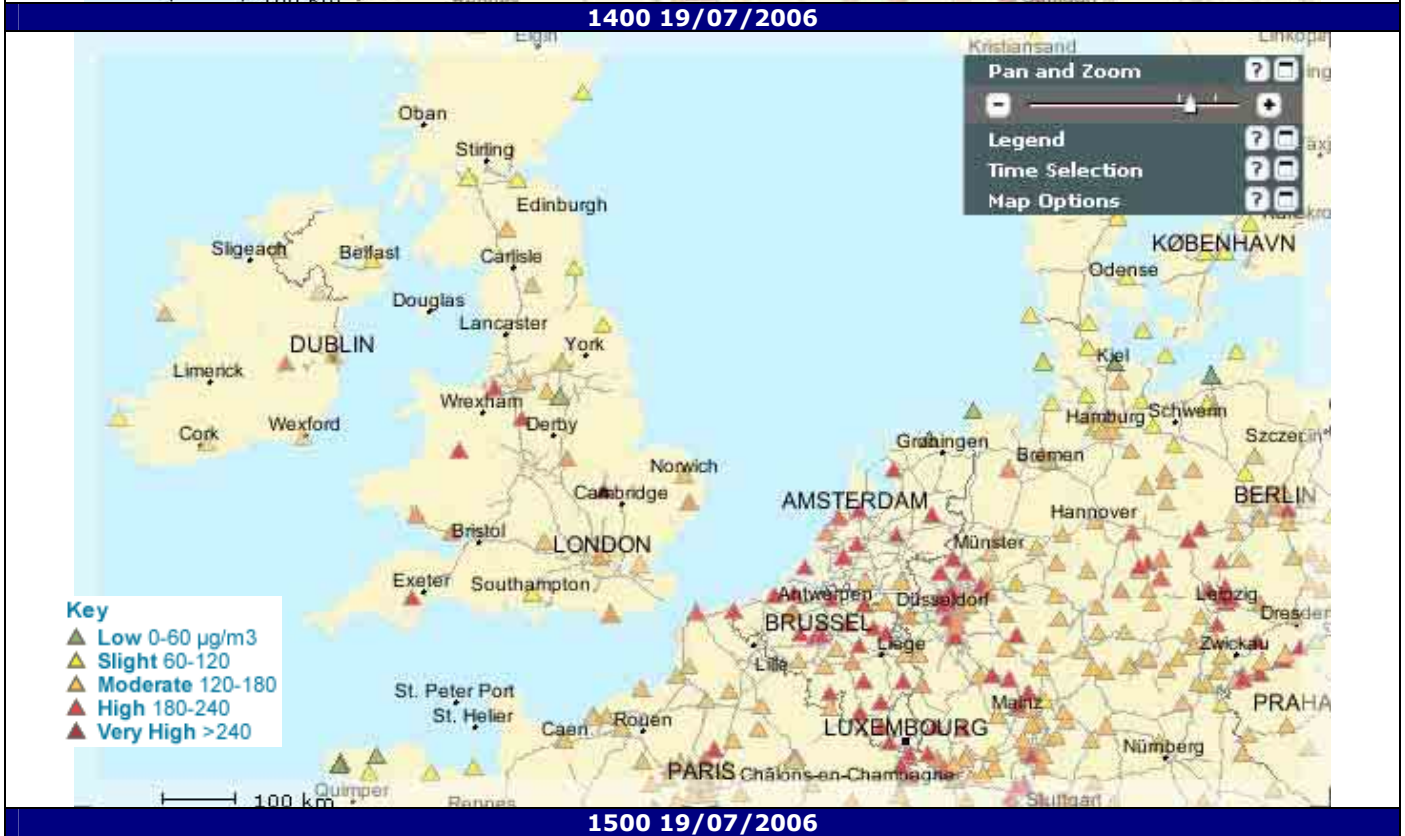 1400 19/07/2006
Elgin
Kristiansand
Pan and Zoom
Legend
Time Selection
Map Options
Oban
Stirling
Edinburgh
Sligeach
Belfast
Carlisle
KØBENHAVN
Odense
Douglas
Lancaster
DUBLIN
York
Kiel
Limerick
Wrexham
Derby
Hamburg
Schwerin
Cork
Wexford
Groningen
Bremen
Norwich
Cambridge
AMSTERDAM
BERLIN
Hannover
Bristol
LONDON
Münster
Exeter
Southampton
Antwerpen
Düsseldorf
Leipzig
Key
Low 0-60 µg/m3
Slight 60-120
Moderate 120-180
High 180-240
Very High >240
BRUSSEL
Dresden
Liege
Lille
Zwickau
St. Peter Port
St. Helier
Mainz
PRAHA
Caen
Rouen
LUXEMBOURG
Nürnberg
PARIS
Châlons-en-Champagne
Quimper
100 km
Rennes
Stuttgart
1500 19/07/2006